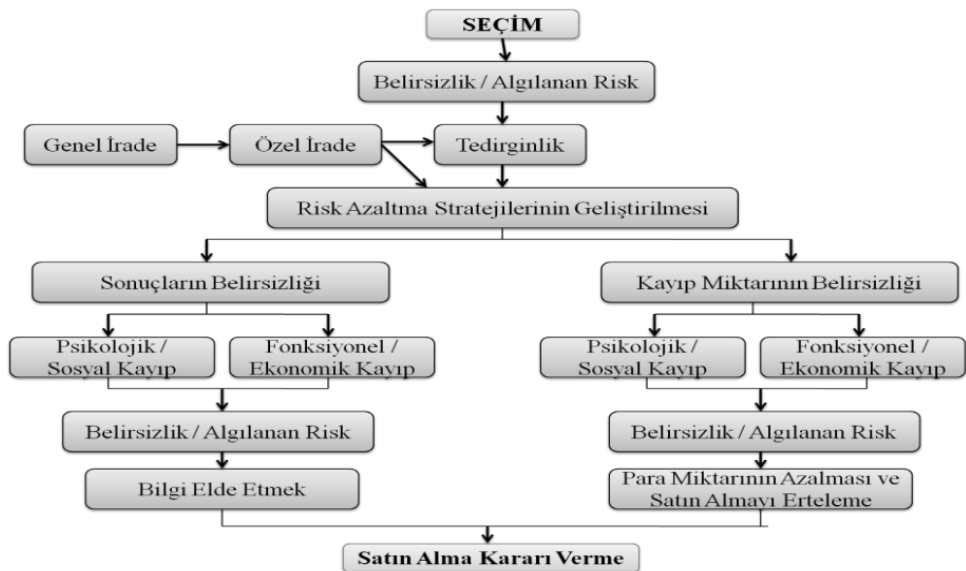 SEÇİM
Belirsizlik / Algılanan Risk
Genel İrade
Özel İrade
Tedirginlik
Risk Azaltma Stratejilerinin Geliştirilmesi
Sonuçların Belirsizliği
Kayıp Miktarının Belirsizliği
Psikolojik /
Sosyal Kayıp
Fonksiyonel /
Ekonomik Kayıp
Psikolojik /
Sosyal Kayıp
Fonksiyonel /
Ekonomik Kayıp
Belirsizlik / Algılanan Risk
Belirsizlik / Algılanan Risk
Bilgi Elde Etmek
Para Miktarının Azalması ve
Satın Almayı Erteleme
Satın Alma Kararı Verme